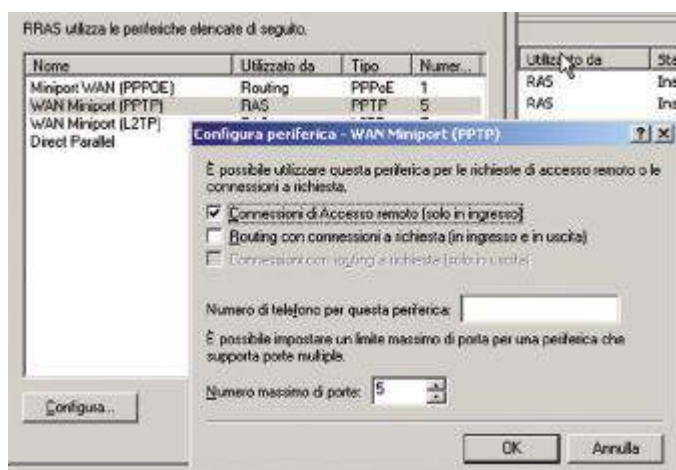 RRAS utilizza le periferiche elencate di seguito.
Nome Utilizzato da Tipo Numer...
Miniport WAN (PPPOE) Routing PPPoE 1
WAN Miniport (PPTP) RAS PPTP 5
WAN Miniport (L2TP)
Direct Parallel
Utilizzato da Sta
RAS Ina
RAS Ina
Configura periferica - WAN Miniport (PPTP)
È possibile utilizzare questa periferica per le richieste di accesso remoto o le
connessioni a richiesta.
Connessioni di Accesso remoto (solo in ingresso)
Routing con connessioni a richiesta (in ingresso e in uscita)
Connessioni con routing a richiesta (solo in uscita)
Numero di telefono per questa periferica:
È possibile impostare un limite massimo di porta per una periferica che
supporta porte multiple.
Numero massimo di porte: 5
Configura...
OK Annulla